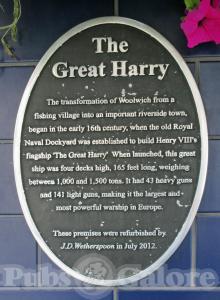 The
Great Harry
The transformation of Woolwich from a
fishing village into an important riverside town,
began in the early 16th century, when the old Royal
Naval Dockyard was established to build Henry VIII's
flagship 'The Great Harry' When launched, this great
ship was four decks high, 165 feet long, weighing
between 1,000 and 1,500 tons. It had 43 heavy guns
and 141 light guns, making it the largest and
most powerful warship in Europe.
These premises were refurbished by
J.D.Wetherspoon in July 2012.
PubsGalore